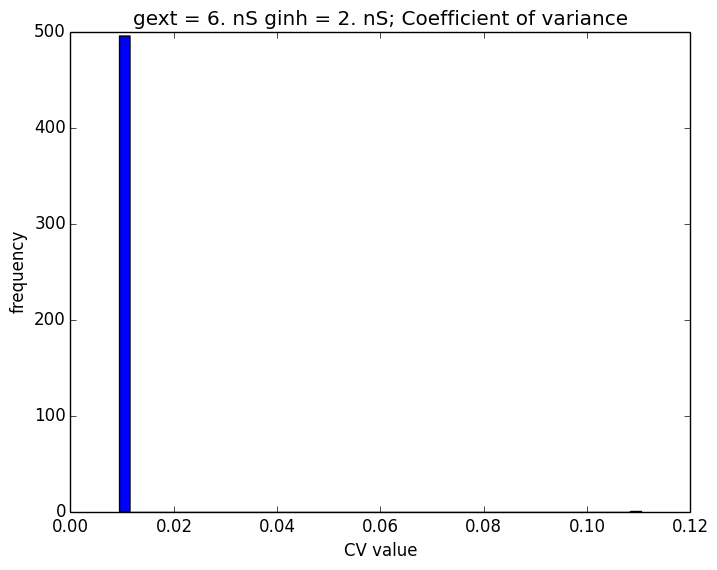 gext = 6. nS ginh = 2. nS; Coefficient of variance
500
400
300
200
100
0
frequency
0.00 0.02 0.04 0.06 0.08 0.10 0.12
CV value